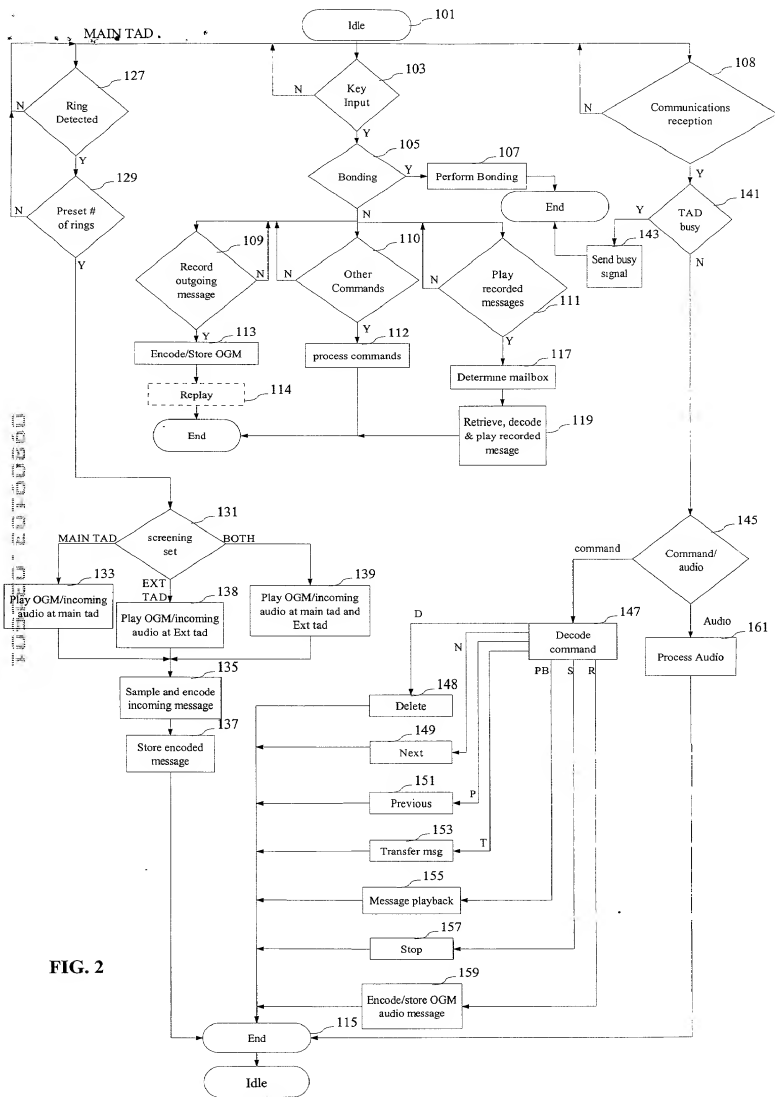 MAIN TAD
Idle
101
127
Ring
Detected
N
Y
103
Key
Input
N
Y
108
Communications
reception
N
Y
129
Preset #
of rings
N
Y
105
Bonding
Y
N
107
Perform Bonding
End
141
TAD
busy
Y
N
143
Send busy
signal
109
Record
outgoing
message
N
Y
110
Other
Commands
N
Y
Play
recorded
messages
111
N
Y
113
Encode/Store OGM
112
process commands
117
Determine mailbox
Replay
114
End
Retrieve, decode
& play recorded
mesage
119
131
screening
set
MAIN TAD
BOTH
EXT
TAD
133
Play OGM/incoming
audio at main tad
138
Play OGM/incoming
audio at Ext tad
139
Play OGM/incoming
audio at main tad and
Ext tad
145
Command/
audio
command
Audio
147
Decode
command
D
N
PB
S
R
P
T
161
Process Audio
135
Sample and encode
incoming message
137
Store encoded
message
148
Delete
149
Next
151
Previous
153
Transfer msg
155
Message playback
157
Stop
159
Encode/store OGM
audio message
FIG. 2
End
115
Idle